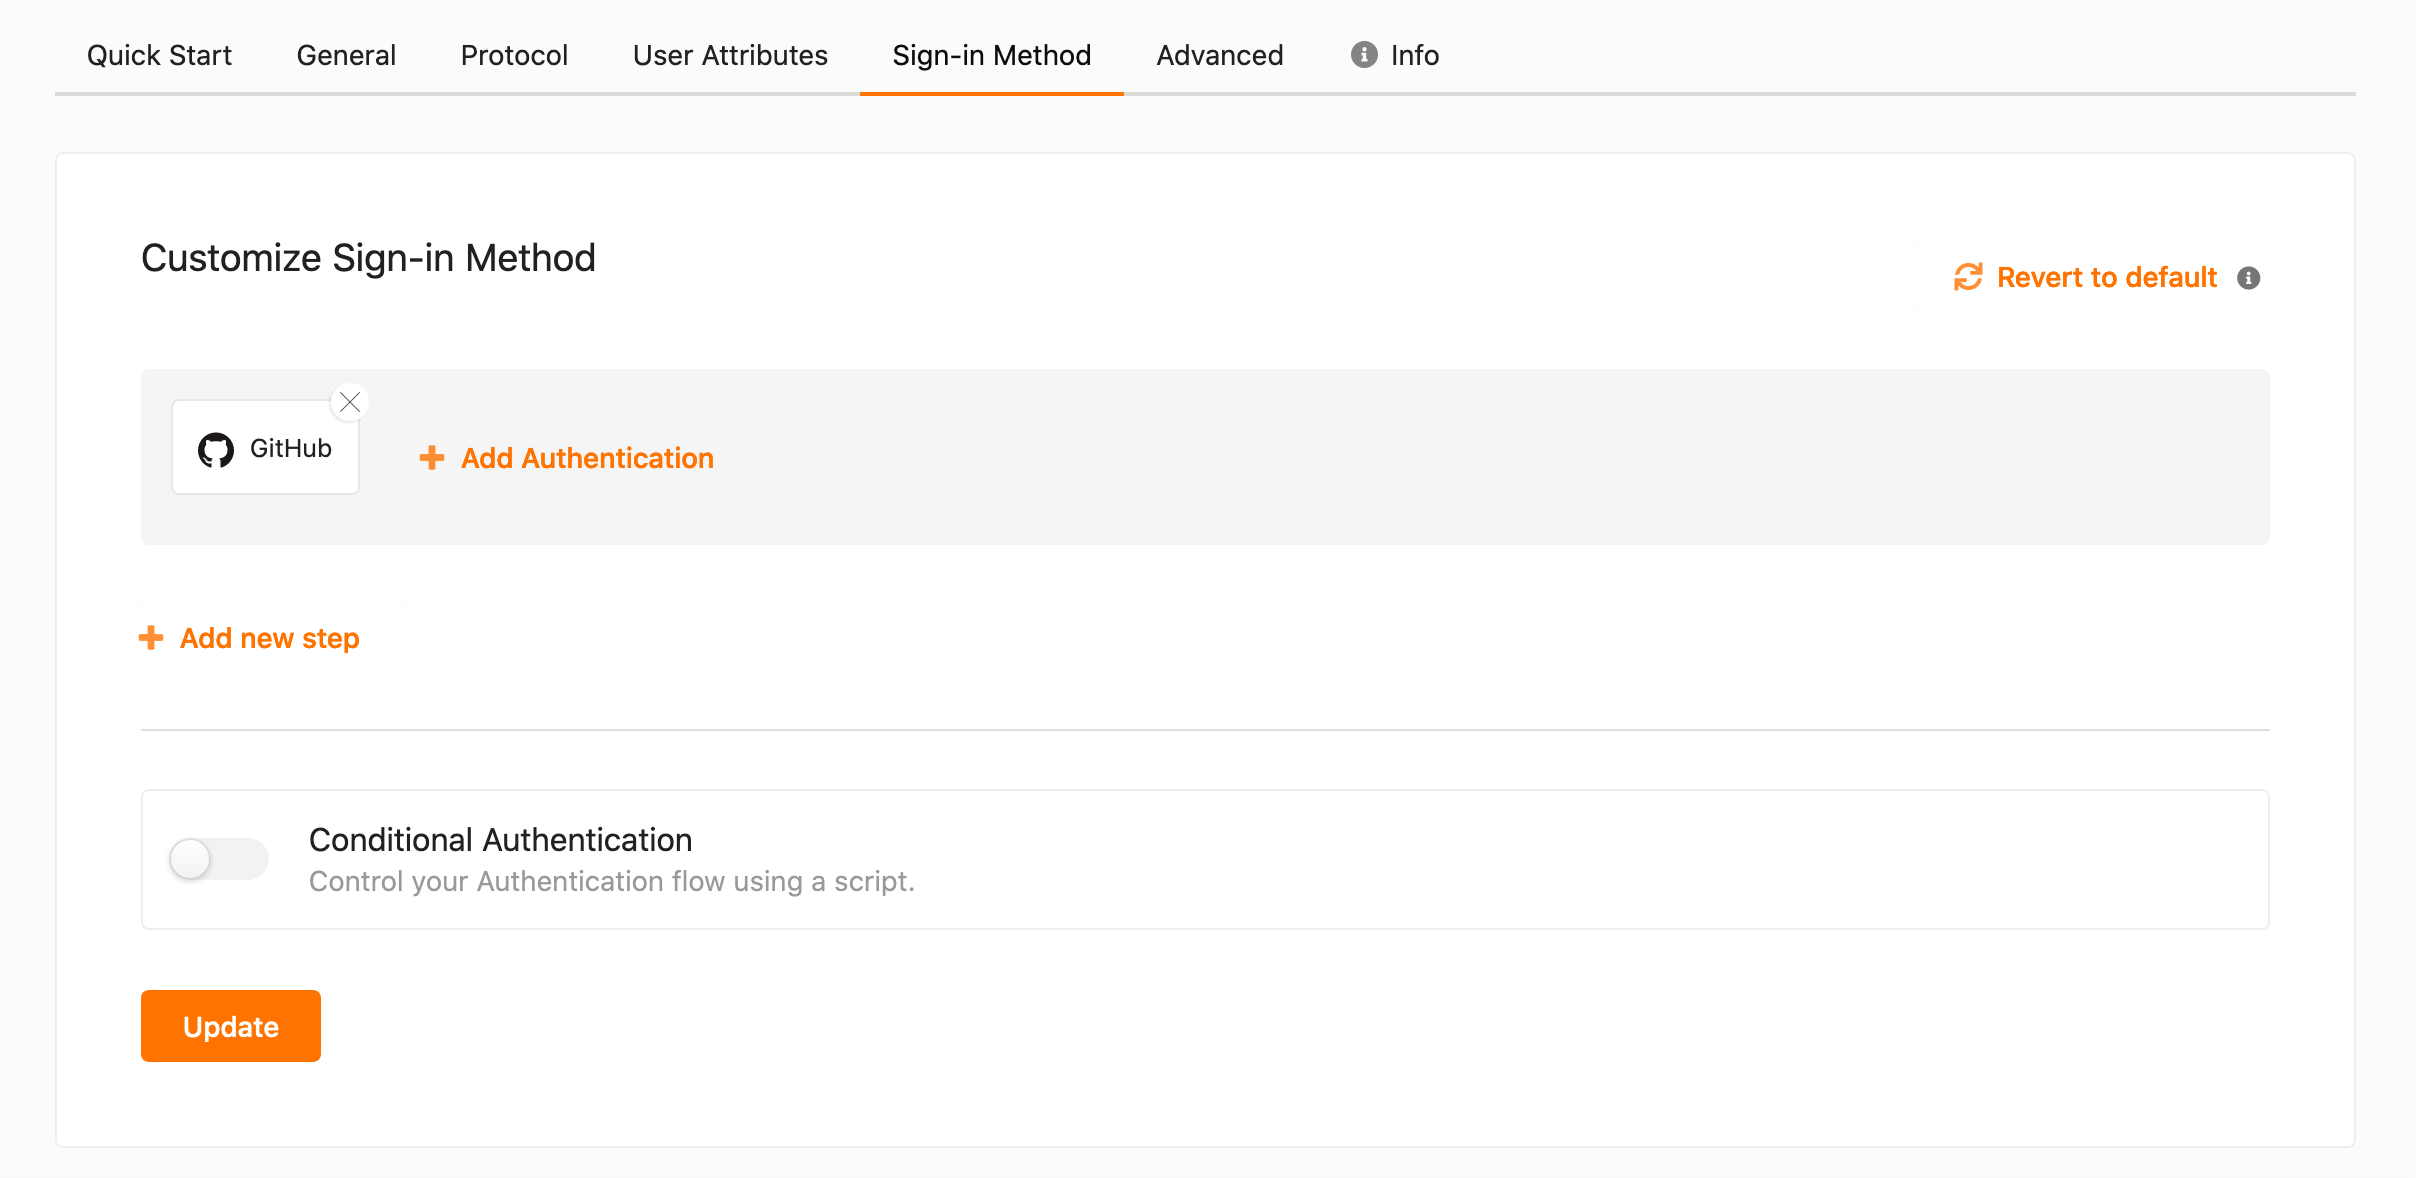 Quick Start General Protocol User Attributes Sign-in Method Advanced Info
Customize Sign-in Method
Revert to default
GitHub
Add Authentication
Add new step
Conditional Authentication
Control your Authentication flow using a script.
Update